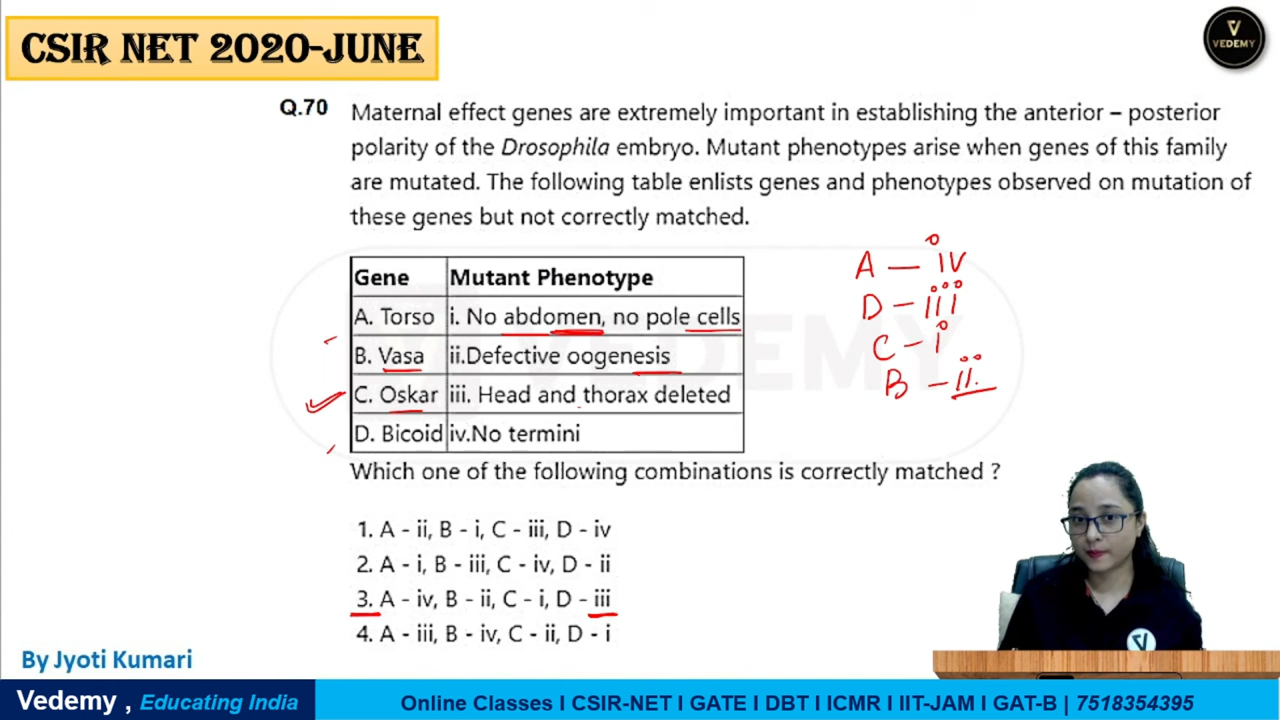 CSIR NET 2020-JUNE
VEDEMY
Q.70 Maternal effect genes are extremely important in establishing the anterior – posterior
polarity of the Drosophila embryo. Mutant phenotypes arise when genes of this family
are mutated. The following table enlists genes and phenotypes observed on mutation of
these genes but not correctly matched.
Gene Mutant Phenotype
A. Torso i. No abdomen, no pole cells
B. Vasa ii.Defective oogenesis
C. Oskar iii. Head and thorax deleted
D. Bicoid iv.No termini
A — iv
D – iii
C – i
B – ii.
VEDEMY
Which one of the following combinations is correctly matched ?
1. A - ii, B - i, C - iii, D - iv
2. A - i, B - iii, C - iv, D - ii
3. A - iv, B - ii, C - i, D - iii
4. A - iii, B - iv, C - ii, D - i
By Jyoti Kumari
Vedemy , Educating India
Online Classes I CSIR-NET I GATE I DBT I ICMR I IIT-JAM I GAT-B | 7518354395